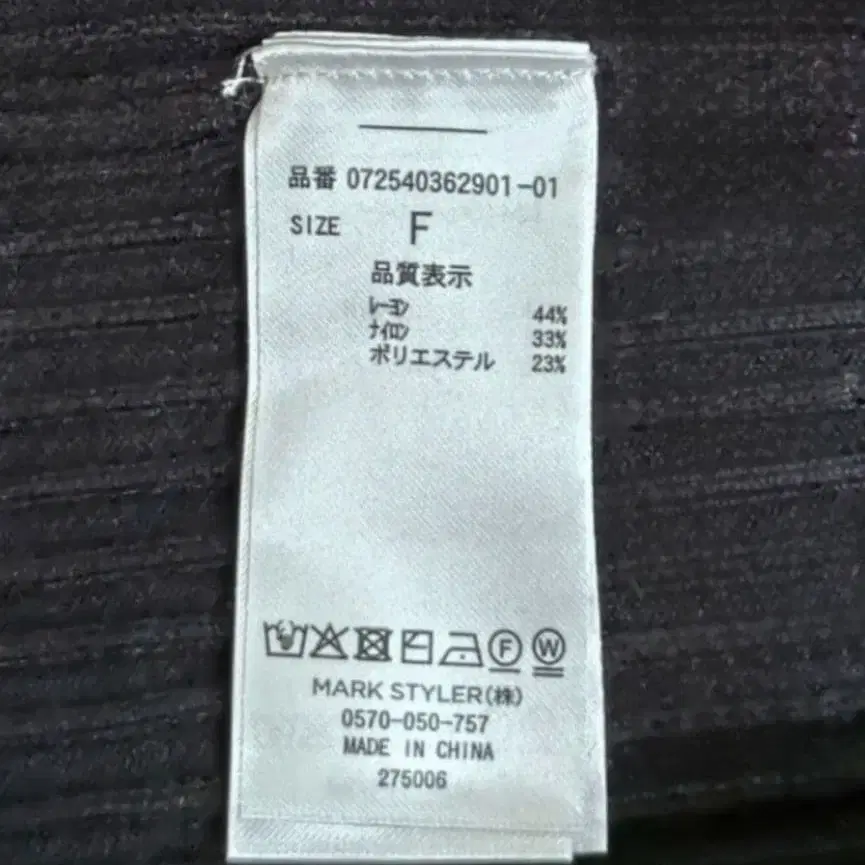 品番 072540362901-01
SIZE F
品質表示
レーヨン 44%
ナイロン 33%
ポリエステル 23%
F W
MARK STYLER(株)
0570-050-757
MADE IN CHINA
275006